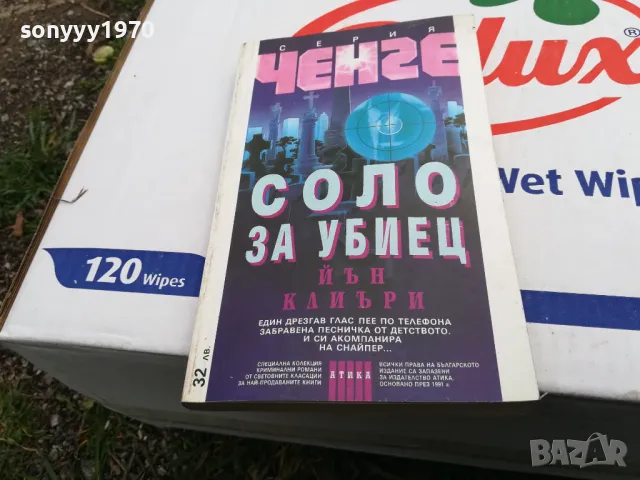 sonyyy1970
СЕРИЯ
ЧЕНГЕ
lux®
Wet Wip
120 Wipes
СОЛО
ЗА УБИЕЦ
ЙЪН
КЛИЪРИ
ЕДИН ДРЕЗГАВ ГЛАС ПЕЕ ПО ТЕЛЕФОНА
ЗАБРАВЕНА ПЕСНИЧКА ОТ ДЕТСТВОТО.
И СИ АКОМПАНИРА
НА СНАЙПЕР...
СПЕЦИАЛНА КОЛЕКЦИЯ
КРИМИНАЛНИ РОМАНИ
ОТ СВЕТОВНИТЕ КЛАСАЦИИ
ЗА НАЙ-ПРОДАВАНИТЕ КНИГИ
АТИКА
ВСИЧКИ ПРАВА НА БЪЛГАРСКОТО
ИЗДАНИЕ СА ЗАПАЗЕНИ
ЗА ИЗДАТЕЛСТВО АТИКА,
ОСНОВАНО ПРЕЗ 1991 г.
32 ЛВ.
BAZAR